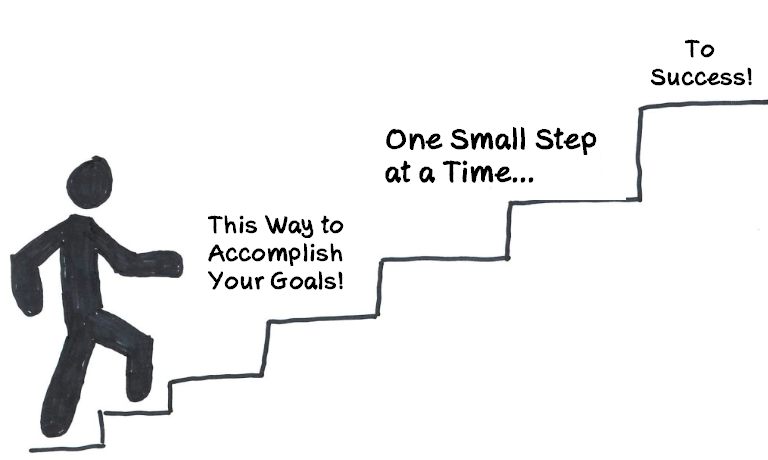 This Way to
Accomplish
Your Goals!
One Small Step
at a Time...
To
Success!